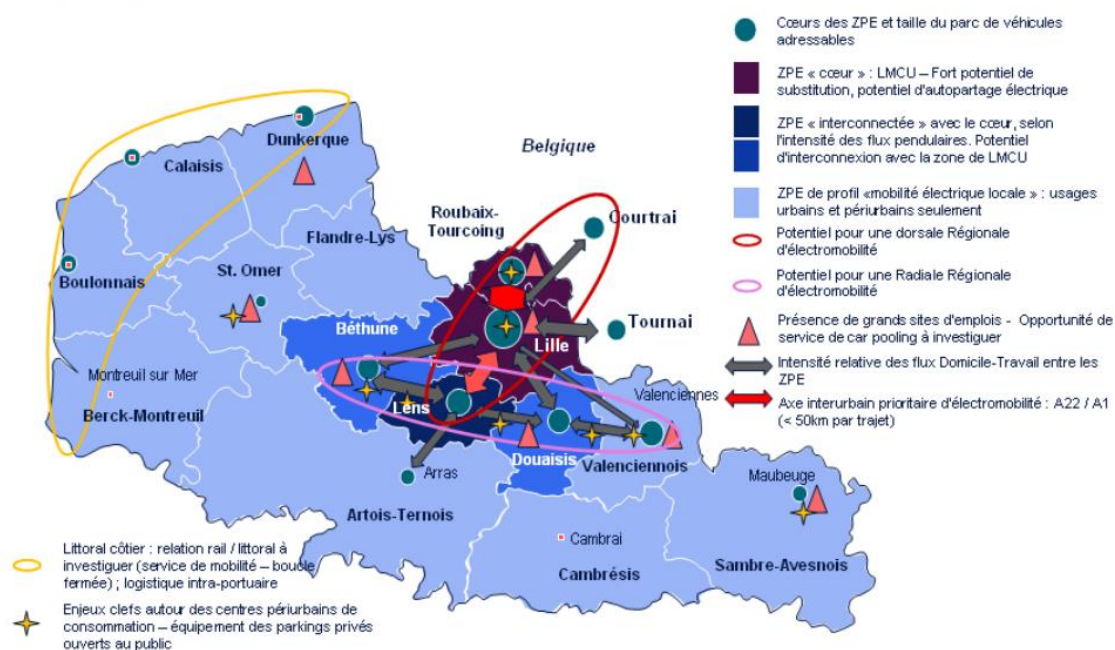 Cœurs des ZPE et taille du parc de véhicules
adressables
ZPE « cœur » : LMCU – Fort potentiel de
substitution, potentiel d'autopartage électrique
ZPE « interconnectée » avec le cœur, selon
l'intensité des flux pendulaires. Potentiel
d'interconnexion avec la zone de LMCU
ZPE de profil «mobilité électrique locale » : usages
urbains et périurbains seulement
Potentiel pour une dorsale Régionale
d'électromobilité
Potentiel pour une Radiale Régionale
d'électromobilité
Présence de grands sites d'emplois - Opportunité de
service de car pooling à investiguer
Intensité relative des flux Domicile-Travail entre les
ZPE
Axe interurbain prioritaire d'électromobilité : A22 / A1
(< 50km par trajet)
Dunkerque
Calaisis
Belgique
Roubaix-
Tourcoing
Courtrai
Flandre-Lys
Boulonnais
St. Omer
Béthune
Lille
Tournai
Montreuil sur Mer
Berck-Montreuil
Lens
Valenciennes
Douaisis
Valenciennois
Arras
Maubeuge
Artois-Ternois
Cambrai
Cambrésis
Sambre-Avesnois
Littoral côtier : relation rail / littoral à
investiguer (service de mobilité – boucle
fermée) ; logistique intra-portuaire
Enjeux clefs autour des centres périurbains de
consommation – équipement des parkings privés
ouverts au public